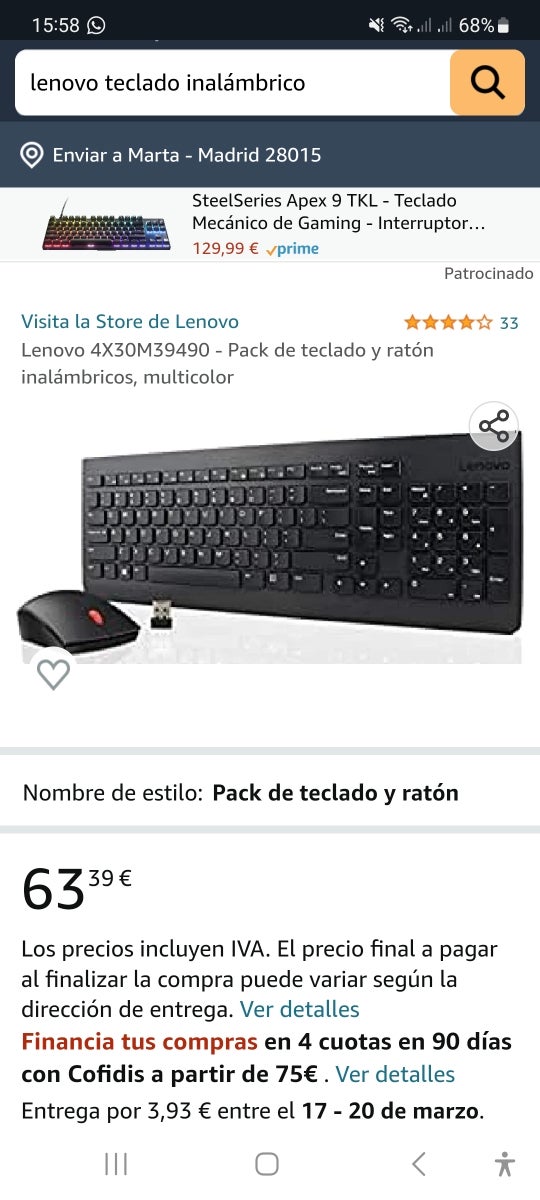 15:58
68%
lenovo teclado inalámbrico
Enviar a Marta - Madrid 28015
SteelSeries Apex 9 TKL - Teclado
Mecánico de Gaming - Interruptor...
129,99 € prime
Patrocinado
Visita la Store de Lenovo
33
Lenovo 4X30M39490 - Pack de teclado y ratón
inalámbricos, multicolor
Lenovo
Nombre de estilo: Pack de teclado y ratón
63 39 €
Los precios incluyen IVA. El precio final a pagar
al finalizar la compra puede variar según la
dirección de entrega. Ver detalles
Financia tus compras en 4 cuotas en 90 días
con Cofidis a partir de 75€ . Ver detalles
Entrega por 3,93 € entre el 17 - 20 de marzo.